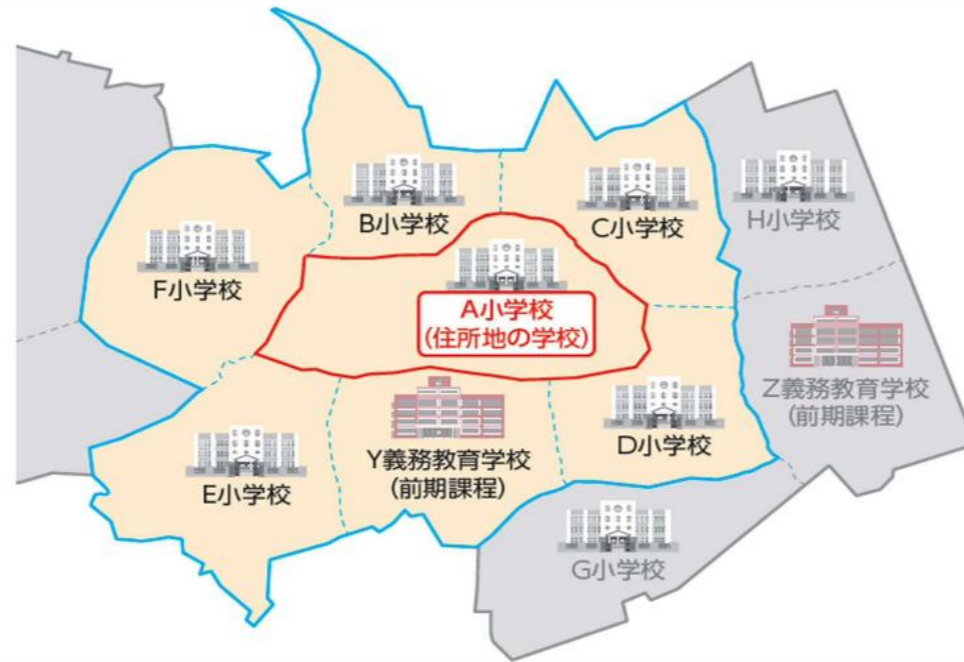 B小学校
C小学校
H小学校
F小学校
A小学校
(住所地の学校)
Z義務教育学校
(前期課程)
D小学校
Y義務教育学校
(前期課程)
E小学校
G小学校